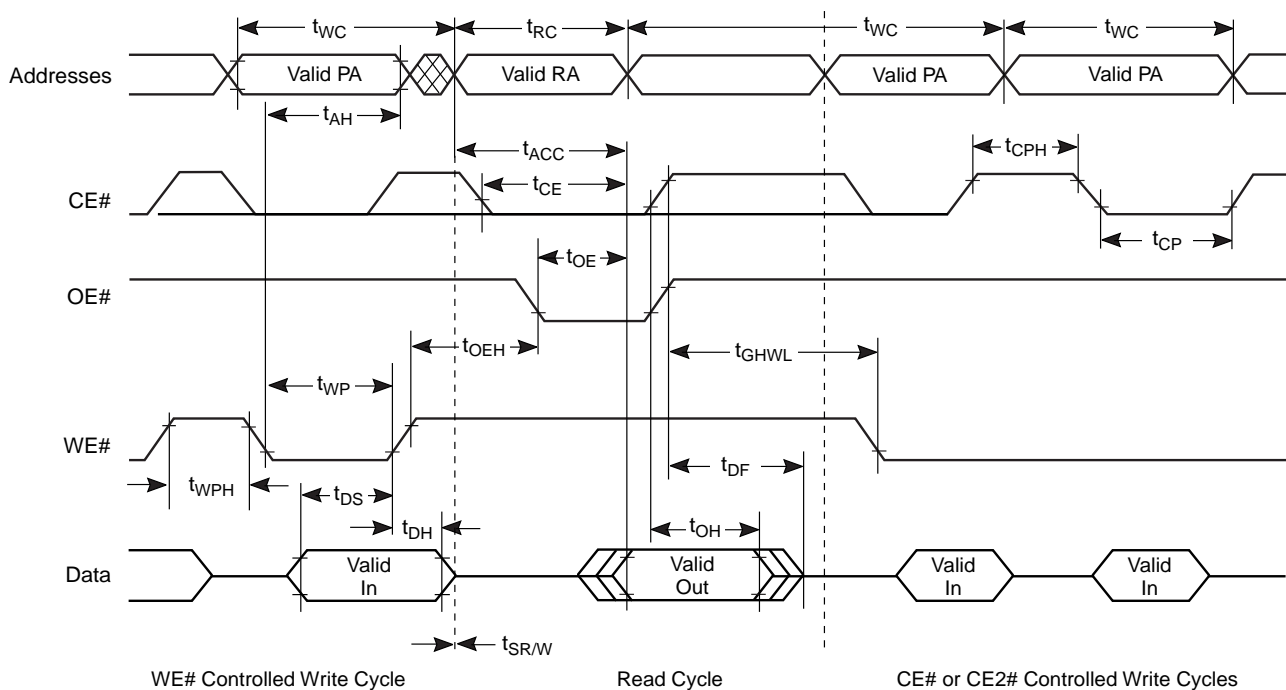 tWC tRC tWC tWC
Addresses Valid PA Valid RA Valid PA Valid PA
tAH
tACC tCPH
tCE
CE#
tCP
tOE
OE#
tOEH tGHWL
tWP
WE#
tDF
tWPH tDS
tDH tOH
Data Valid In Valid Out Valid In Valid In
tSR/W
WE# Controlled Write Cycle Read Cycle CE# or CE2# Controlled Write Cycles